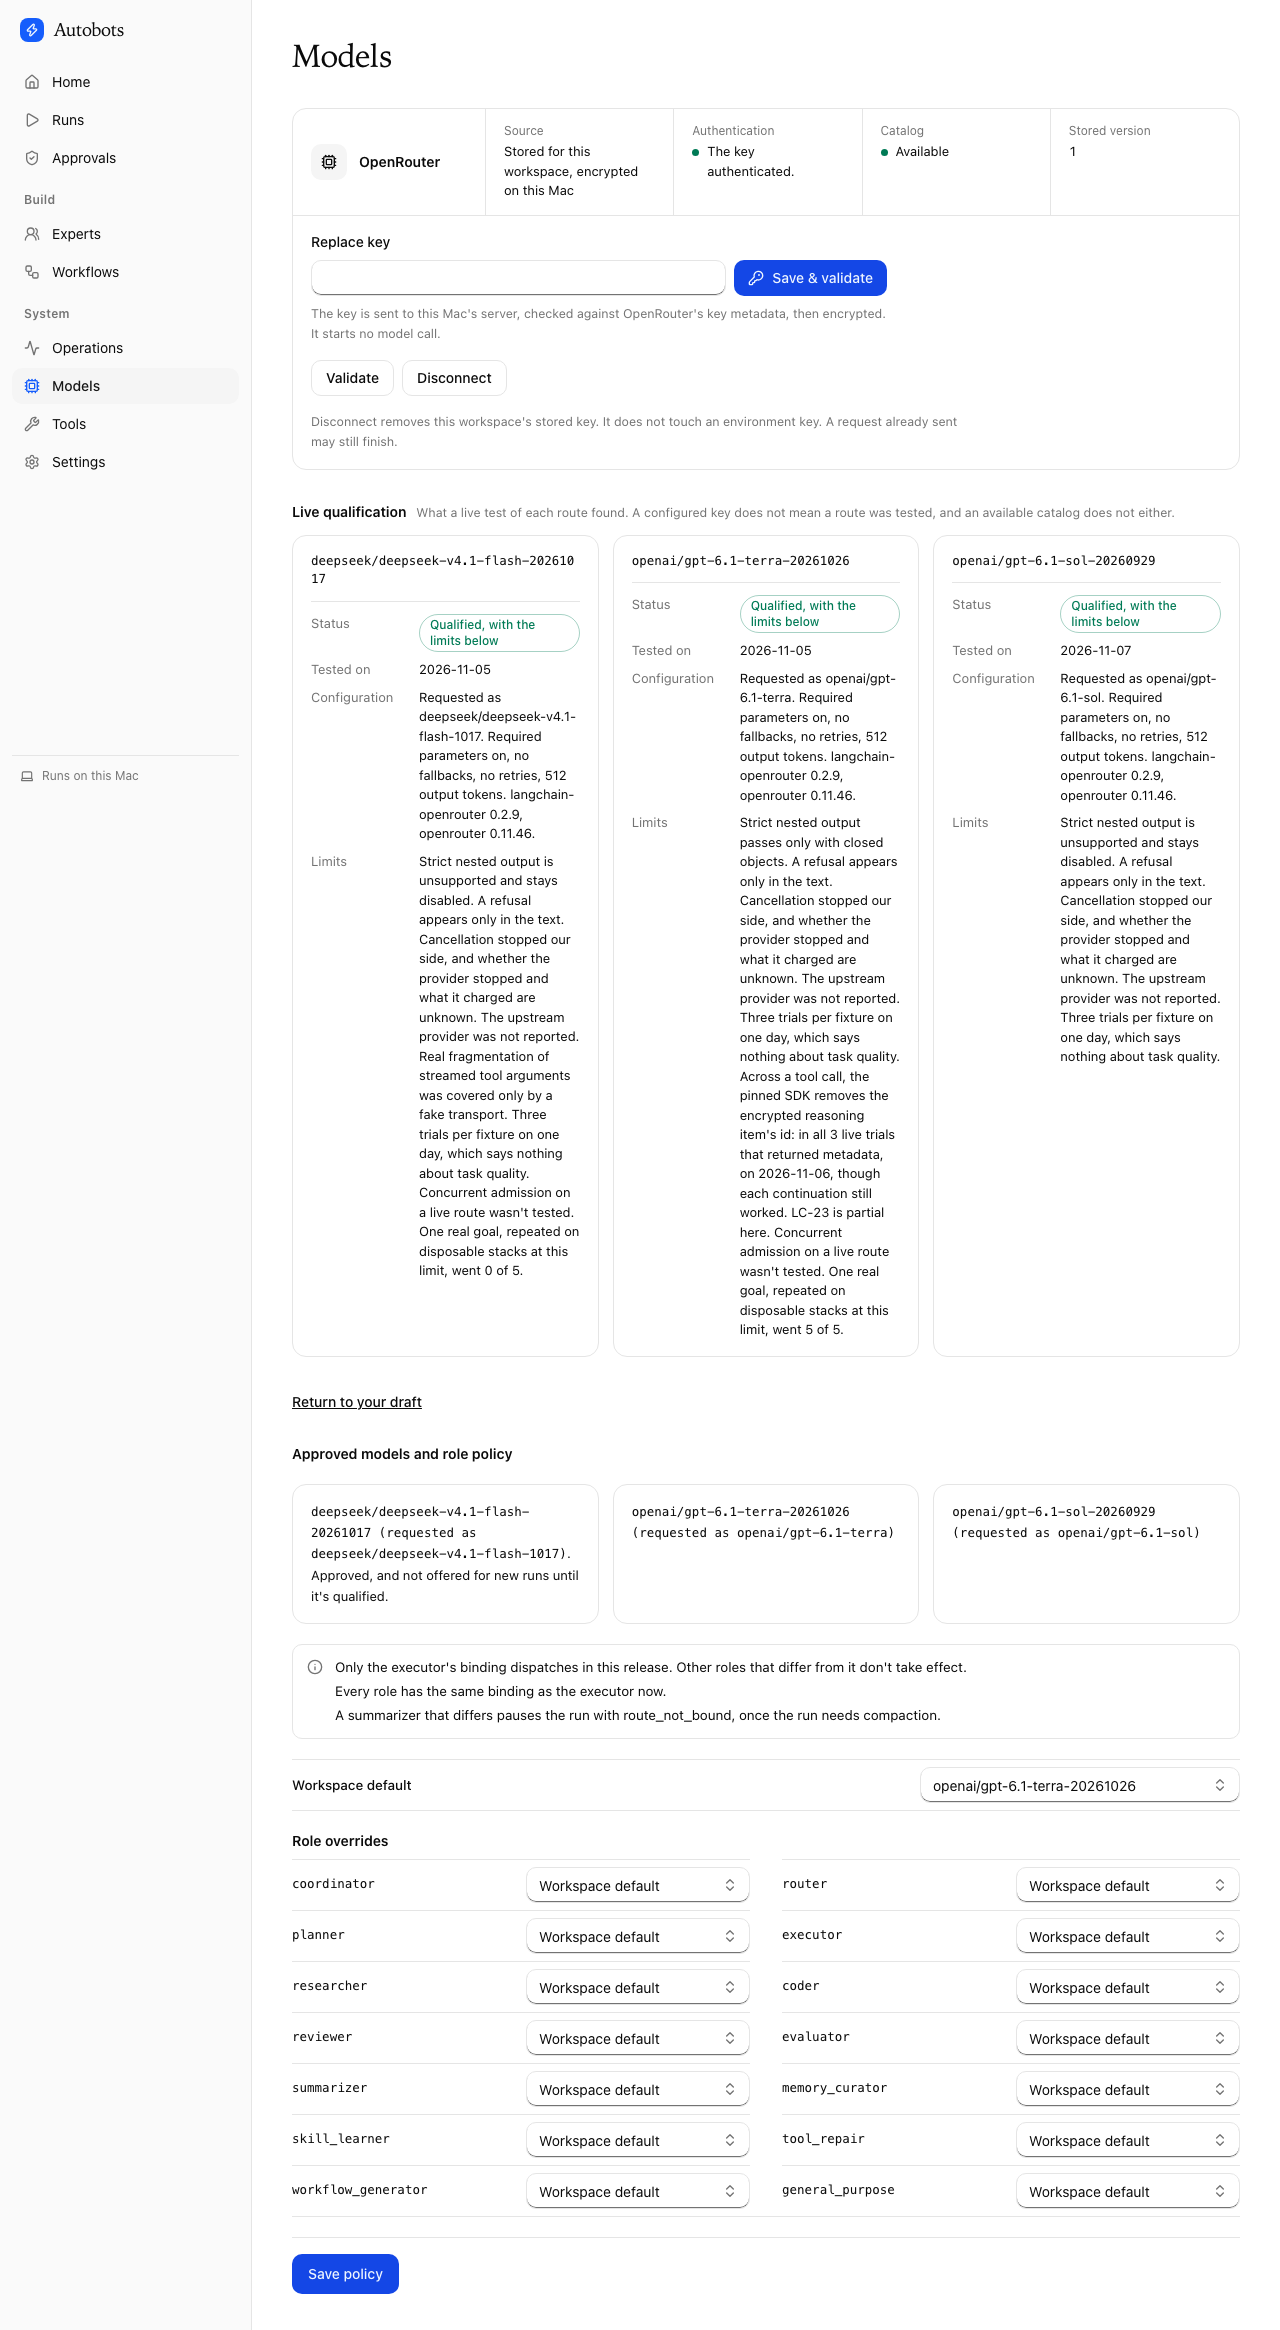 Autobots
Home
Runs
Approvals
Build
Experts
Workflows
System
Operations
Models
Tools
Settings
Runs on this Mac
Models
OpenRouter
Source
Stored for this
workspace, encrypted
on this Mac
Authentication
The key
authenticated.
Catalog
Available
Stored version
1
Replace key
Save & validate
The key is sent to this Mac's server, checked against OpenRouter's key metadata, then encrypted.
It starts no model call.
Validate
Disconnect
Disconnect removes this workspace's stored key. It does not touch an environment key. A request already sent
may still finish.
Live qualification What a live test of each route found. A configured key does not mean a route was tested, and an available catalog does not either.
deepseek/deepseek-v4.1-flash-202610
17
Status
Qualified, with the
limits below
Tested on
2026-11-05
Configuration
Requested as
deepseek/deepseek-v4.1-
flash-1017. Required
parameters on, no
fallbacks, no retries, 512
output tokens. langchain-
openrouter 0.2.9,
openrouter 0.11.46.
Limits
Strict nested output is
unsupported and stays
disabled. A refusal
appears only in the text.
Cancellation stopped our
side, and whether the
provider stopped and
what it charged are
unknown. The upstream
provider was not reported.
Real fragmentation of
streamed tool arguments
was covered only by a
fake transport. Three
trials per fixture on one
day, which says nothing
about task quality.
Concurrent admission on
a live route wasn't tested.
One real goal, repeated on
disposable stacks at this
limit, went 0 of 5.
openai/gpt-6.1-terra-20261026
Status
Qualified, with the
limits below
Tested on
2026-11-05
Configuration
Requested as openai/gpt-
6.1-terra. Required
parameters on, no
fallbacks, no retries, 512
output tokens. langchain-
openrouter 0.2.9,
openrouter 0.11.46.
Limits
Strict nested output
passes only with closed
objects. A refusal appears
only in the text.
Cancellation stopped our
side, and whether the
provider stopped and
what it charged are
unknown. The upstream
provider was not reported.
Three trials per fixture on
one day, which says
nothing about task quality.
Across a tool call, the
pinned SDK removes the
encrypted reasoning
item's id: in all 3 live trials
that returned metadata,
on 2026-11-06, though
each continuation still
worked. LC-23 is partial
here. Concurrent
admission on a live route
wasn't tested. One real
goal, repeated on
disposable stacks at this
limit, went 5 of 5.
openai/gpt-6.1-sol-20260929
Status
Qualified, with the
limits below
Tested on
2026-11-07
Configuration
Requested as openai/gpt-
6.1-sol. Required
parameters on, no
fallbacks, no retries, 512
output tokens. langchain-
openrouter 0.2.9,
openrouter 0.11.46.
Limits
Strict nested output is
unsupported and stays
disabled. A refusal
appears only in the text.
Cancellation stopped our
side, and whether the
provider stopped and
what it charged are
unknown. The upstream
provider was not reported.
Three trials per fixture on
one day, which says
nothing about task quality.
Return to your draft
Approved models and role policy
deepseek/deepseek-v4.1-flash-
20261017 (requested as
deepseek/deepseek-v4.1-flash-1017).
Approved, and not offered for new runs until
it's qualified.
openai/gpt-6.1-terra-20261026
(requested as openai/gpt-6.1-terra)
openai/gpt-6.1-sol-20260929
(requested as openai/gpt-6.1-sol)
Only the executor's binding dispatches in this release. Other roles that differ from it don't take effect.
Every role has the same binding as the executor now.
A summarizer that differs pauses the run with route_not_bound, once the run needs compaction.
Workspace default
openai/gpt-6.1-terra-20261026
Role overrides
coordinator
Workspace default
router
Workspace default
planner
Workspace default
executor
Workspace default
researcher
Workspace default
coder
Workspace default
reviewer
Workspace default
evaluator
Workspace default
summarizer
Workspace default
memory_curator
Workspace default
skill_learner
Workspace default
tool_repair
Workspace default
workflow_generator
Workspace default
general_purpose
Workspace default
Save policy